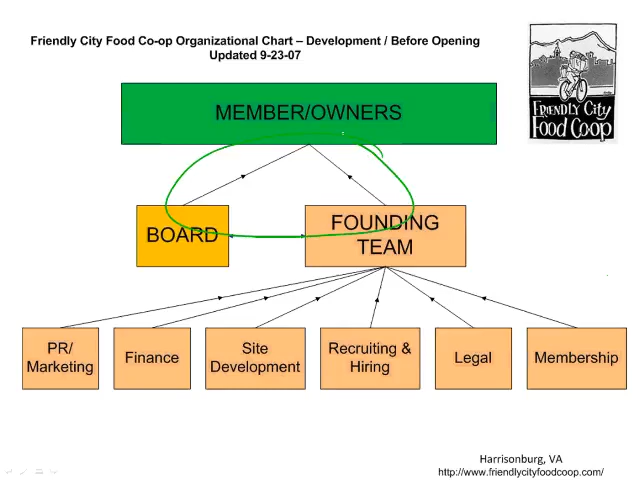 Friendly City Food Co-op Organizational Chart – Development / Before Opening
Updated 9-23-07
FRIENDLY CITY
FOOD COOP
MEMBER/OWNERS
BOARD
FOUNDING
TEAM
PR/
Marketing
Finance
Site
Development
Recruiting &
Hiring
Legal
Membership
Harrisonburg, VA
http://www.friendlycityfoodcoop.com/